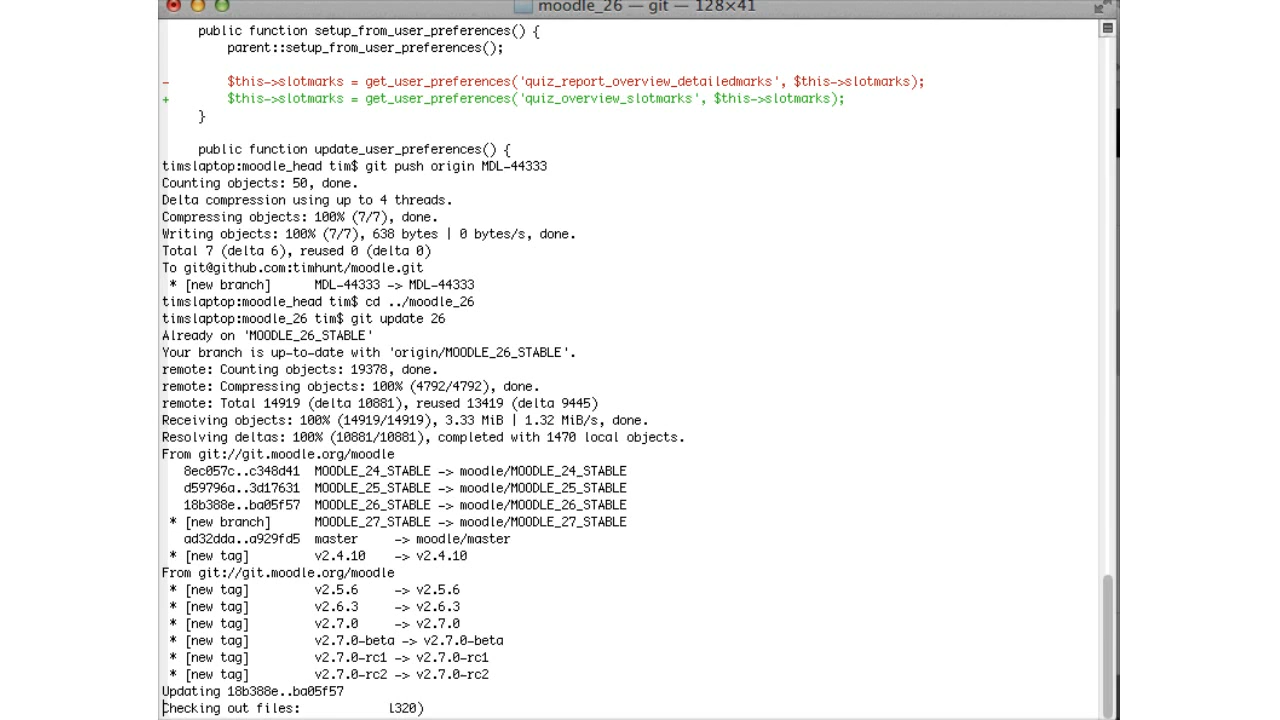 moodle_26 — git — 128×41
public function setup_from_user_preferences() {
parent::setup_from_user_preferences();
- $this->slotmarks = get_user_preferences('quiz_report_overview_detailedmarks', $this->slotmarks);
+ $this->slotmarks = get_user_preferences('quiz_overview_slotmarks', $this->slotmarks);
}
public function update_user_preferences() {
timslaptop:moodle_head tim$ git push origin MDL-44333
Counting objects: 50, done.
Delta compression using up to 4 threads.
Compressing objects: 100% (7/7), done.
Writing objects: 100% (7/7), 638 bytes | 0 bytes/s, done.
Total 7 (delta 6), reused 0 (delta 0)
To git@github.com:timhunt/moodle.git
* [new branch] MDL-44333 -> MDL-44333
timslaptop:moodle_head tim$ cd ../moodle_26
timslaptop:moodle_26 tim$ git update 26
Already on 'MOODLE_26_STABLE'
Your branch is up-to-date with 'origin/MOODLE_26_STABLE'.
remote: Counting objects: 19378, done.
remote: Compressing objects: 100% (4792/4792), done.
remote: Total 14919 (delta 10881), reused 13419 (delta 9445)
Receiving objects: 100% (14919/14919), 3.33 MiB | 1.32 MiB/s, done.
Resolving deltas: 100% (10881/10881), completed with 1470 local objects.
From git://git.moodle.org/moodle
8ec057c..c348d41 MOODLE_24_STABLE -> moodle/MOODLE_24_STABLE
d59796a..3d17631 MOODLE_25_STABLE -> moodle/MOODLE_25_STABLE
18b388e..ba05f57 MOODLE_26_STABLE -> moodle/MOODLE_26_STABLE
* [new branch] MOODLE_27_STABLE -> moodle/MOODLE_27_STABLE
ad32dda..a929fd5 master -> moodle/master
* [new tag] v2.4.10 -> v2.4.10
From git://git.moodle.org/moodle
* [new tag] v2.5.6 -> v2.5.6
* [new tag] v2.6.3 -> v2.6.3
* [new tag] v2.7.0 -> v2.7.0
* [new tag] v2.7.0-beta -> v2.7.0-beta
* [new tag] v2.7.0-rc1 -> v2.7.0-rc1
* [new tag] v2.7.0-rc2 -> v2.7.0-rc2
Updating 18b388e..ba05f57
Checking out files: 320)